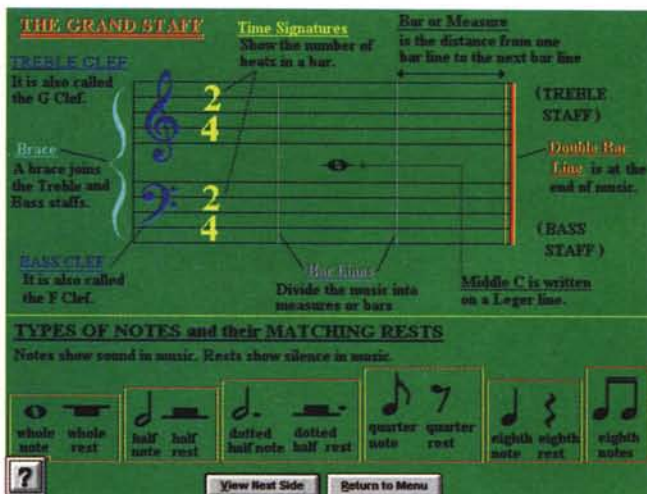 THE GRAND STAFF
Time Signatures
Show the number of
beats in a bar.
Bar or Measure
is the distance from one
bar line to the next bar line
TREBLE CLEF
It is also called
the G Clef.
2
4
(TREBLE
STAFF)
Brace
A brace joins
the Treble and
Bass staffs.
Double Bar
Line is at the
end of music.
2
4
(BASS
STAFF)
BASS CLEF
It is also called
the F Clef.
Bar Lines
Divide the music into
measures or bars
Middle C is written
on a Leger line.
TYPES OF NOTES and their MATCHING RESTS
Notes show sound in music. Rests show silence in music.
whole note
whole rest
half note
half rest
dotted half note
dotted half rest
quarter note
quarter rest
eighth note
eighth rest
eighth notes
?
View Next Side
Return to Menu